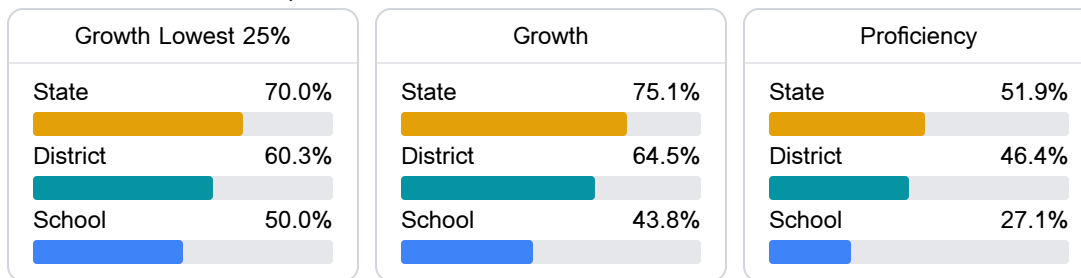 Growth Lowest 25%
State 70.0%
District 60.3%
School 50.0%
Growth
State 75.1%
District 64.5%
School 43.8%
Proficiency
State 51.9%
District 46.4%
School 27.1%